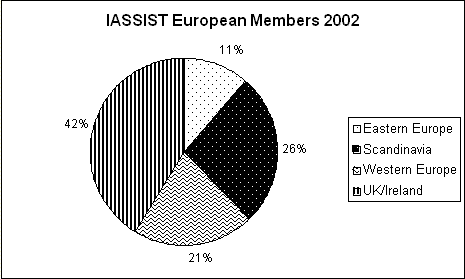 IASSIST European Members 2002
11%
26%
21%
42%
Eastern Europe
Scandinavia
Western Europe
UK/Ireland